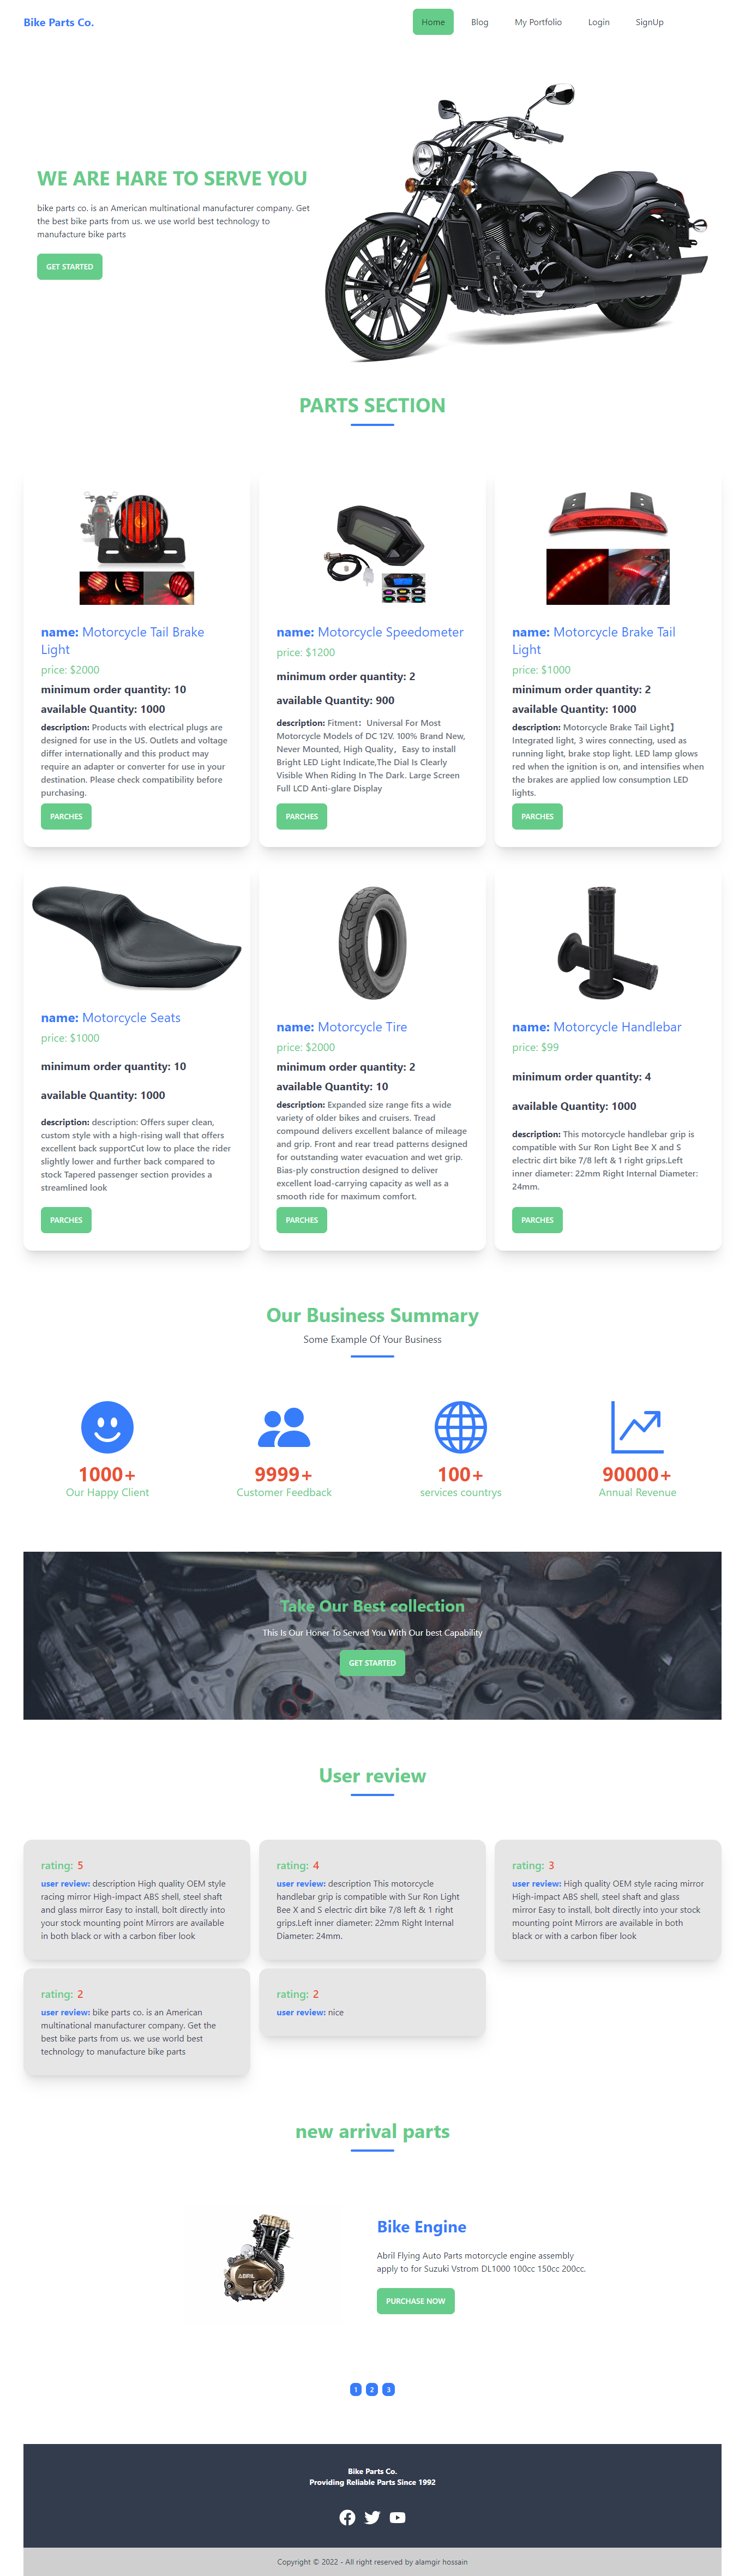 Bike Parts Co.
Home
Blog
My Portfolio
Login
SignUp
WE ARE HARE TO SERVE YOU
bike parts co. is an American multinational manufacturer company. Get
the best bike parts from us. we use world best technology to
manufacture bike parts
GET STARTED
PARTS SECTION
name: Motorcycle Tail Brake
Light
price: $2000
minimum order quantity: 10
available Quantity: 1000
description: Products with electrical plugs are
designed for use in the US. Outlets and voltage
differ internationally and this product may
require an adapter or converter for use in your
destination. Please check compatibility before
purchasing.
PARCHES
name: Motorcycle Speedometer
price: $1200
minimum order quantity: 2
available Quantity: 900
description: Fitment：Universal For Most
Motorcycle Models of DC 12V. 100% Brand New,
Never Mounted, High Quality，Easy to install
Bright LED Light Indicate,The Dial Is Clearly
Visible When Riding In The Dark. Large Screen
Full LCD Anti-glare Display
PARCHES
name: Motorcycle Brake Tail
Light
price: $1000
minimum order quantity: 2
available Quantity: 1000
description: Motorcycle Brake Tail Light】
Integrated light, 3 wires connecting, used as
running light, brake stop light. LED lamp glows
red when the ignition is on, and intensifies when
the brakes are applied low consumption LED
lights.
PARCHES
name: Motorcycle Seats
price: $1000
minimum order quantity: 10
available Quantity: 1000
description: description: Offers super clean,
custom style with a high-rising wall that offers
excellent back supportCut low to place the rider
slightly lower and further back compared to
stock Tapered passenger section provides a
streamlined look
PARCHES
name: Motorcycle Tire
price: $2000
minimum order quantity: 2
available Quantity: 10
description: Expanded size range fits a wide
variety of older bikes and cruisers. Tread
compound delivers excellent balance of mileage
and grip. Front and rear tread patterns designed
for outstanding water evacuation and wet grip.
Bias-ply construction designed to deliver
excellent load-carrying capacity as well as a
smooth ride for maximum comfort.
PARCHES
name: Motorcycle Handlebar
price: $99
minimum order quantity: 4
available Quantity: 1000
description: This motorcycle handlebar grip is
compatible with Sur Ron Light Bee X and S
electric dirt bike 7/8 left & 1 right grips.Left
inner diameter: 22mm Right Internal Diameter:
24mm.
PARCHES
Our Business Summary
Some Example Of Your Business
1000+
Our Happy Client
9999+
Customer Feedback
100+
services countrys
90000+
Annual Revenue
Take Our Best collection
This Is Our Honer To Served You With Our best Capability
GET STARTED
User review
rating: 5
user review: description High quality OEM style
racing mirror High-impact ABS shell, steel shaft
and glass mirror Easy to install, bolt directly into
your stock mounting point Mirrors are available
in both black or with a carbon fiber look
rating: 4
user review: description This motorcycle
handlebar grip is compatible with Sur Ron Light
Bee X and S electric dirt bike 7/8 left & 1 right
grips.Left inner diameter: 22mm Right Internal
Diameter: 24mm.
rating: 3
user review: High quality OEM style racing mirror
High-impact ABS shell, steel shaft and glass
mirror Easy to install, bolt directly into your stock
mounting point Mirrors are available in both
black or with a carbon fiber look
rating: 2
user review: bike parts co. is an American
multinational manufacturer company. Get the
best bike parts from us. we use world best
technology to manufacture bike parts
rating: 2
user review: nice
new arrival parts
ABRIL
Bike Engine
Abril Flying Auto Parts motorcycle engine assembly
apply to for Suzuki Vstrom DL1000 100cc 150cc 200cc.
PURCHASE NOW
1
2
3
Bike Parts Co.
Providing Reliable Parts Since 1992
Copyright © 2022 - All right reserved by alamgir hossain